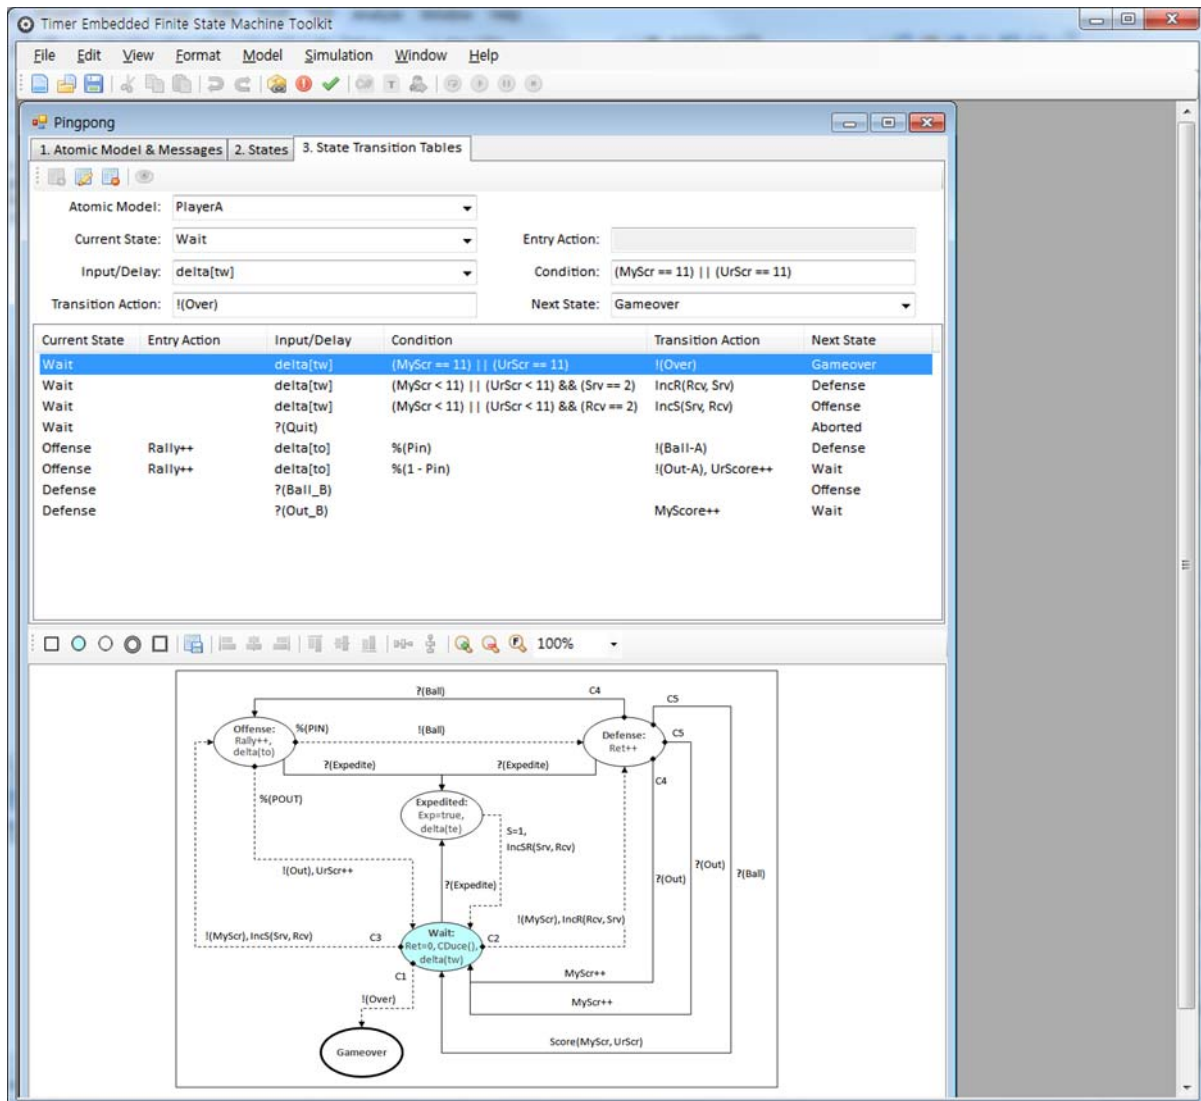 Timer Embedded Finite State Machine Toolkit
File Edit View Format Model Simulation Window Help
Pingpong
1. Atomic Model & Messages 2. States 3. State Transition Tables
Atomic Model: PlayerA
Current State: Wait Entry Action:
Input/Delay: delta[tw] Condition: (MyScr == 11) || (UrScr == 11)
Transition Action: !(Over) Next State: Gameover
Current State Entry Action Input/Delay Condition Transition Action Next State
Wait delta[tw] (MyScr == 11) || (UrScr == 11) !(Over) Gameover
Wait delta[tw] (MyScr < 11) || (UrScr < 11) && (Srv == 2) IncR(Rcv, Srv) Defense
Wait delta[tw] (MyScr < 11) || (UrScr < 11) && (Rcv == 2) IncS(Srv, Rcv) Offense
Wait ?(Quit) Aborted
Offense Rally++ delta[to] %(Pin) !(Ball-A) Defense
Offense Rally++ delta[to] %(1 - Pin) !(Out-A), UrScore++ Wait
Defense ?(Ball_B) Offense
Defense ?(Out_B) MyScore++ Wait
100%
?(Ball) C4
C5
Offense:
Rally++,
delta(to)
%(PIN) !(Ball)
Defense:
Ret++
C5
?(Expedite) ?(Expedite)
C4
%(POUT)
Expedited:
Exp=true,
delta(te)
S=1,
IncSR(Srv, Rcv)
!(Out), UrScr++
?(Expedite)
?(Out) ?(Out) ?(Ball)
!(MyScr), IncR(Rcv, Srv)
!(MyScr), IncS(Srv, Rcv) C3
Wait:
Ret=0, CDuce(),
delta(tw)
C2
C1
MyScr++
!(Over)
MyScr++
Score(MyScr, UrScr)
Gameover